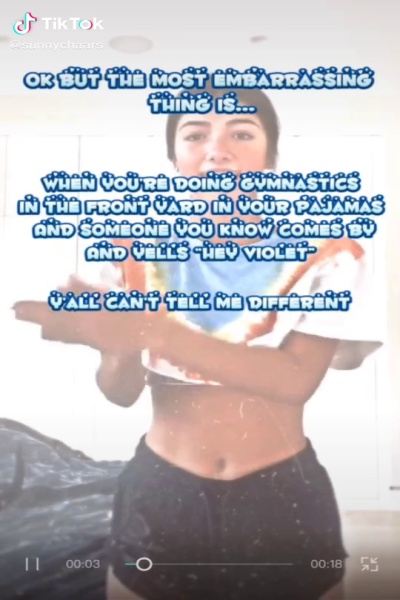 TikTok
@sunnychaars
OK BUT THE MOST EMBARRASSING
THING IS...
WHEN YOU'RE DOING GYMNASTICS
IN THE FRONT YARD IN YOUR PAJAMAS
AND SOMEONE YOU KNOW COMES BY
AND YELLS "HEY VIOLET"
Y'ALL CAN'T TELL ME DIFFERENT
00:03 00:18